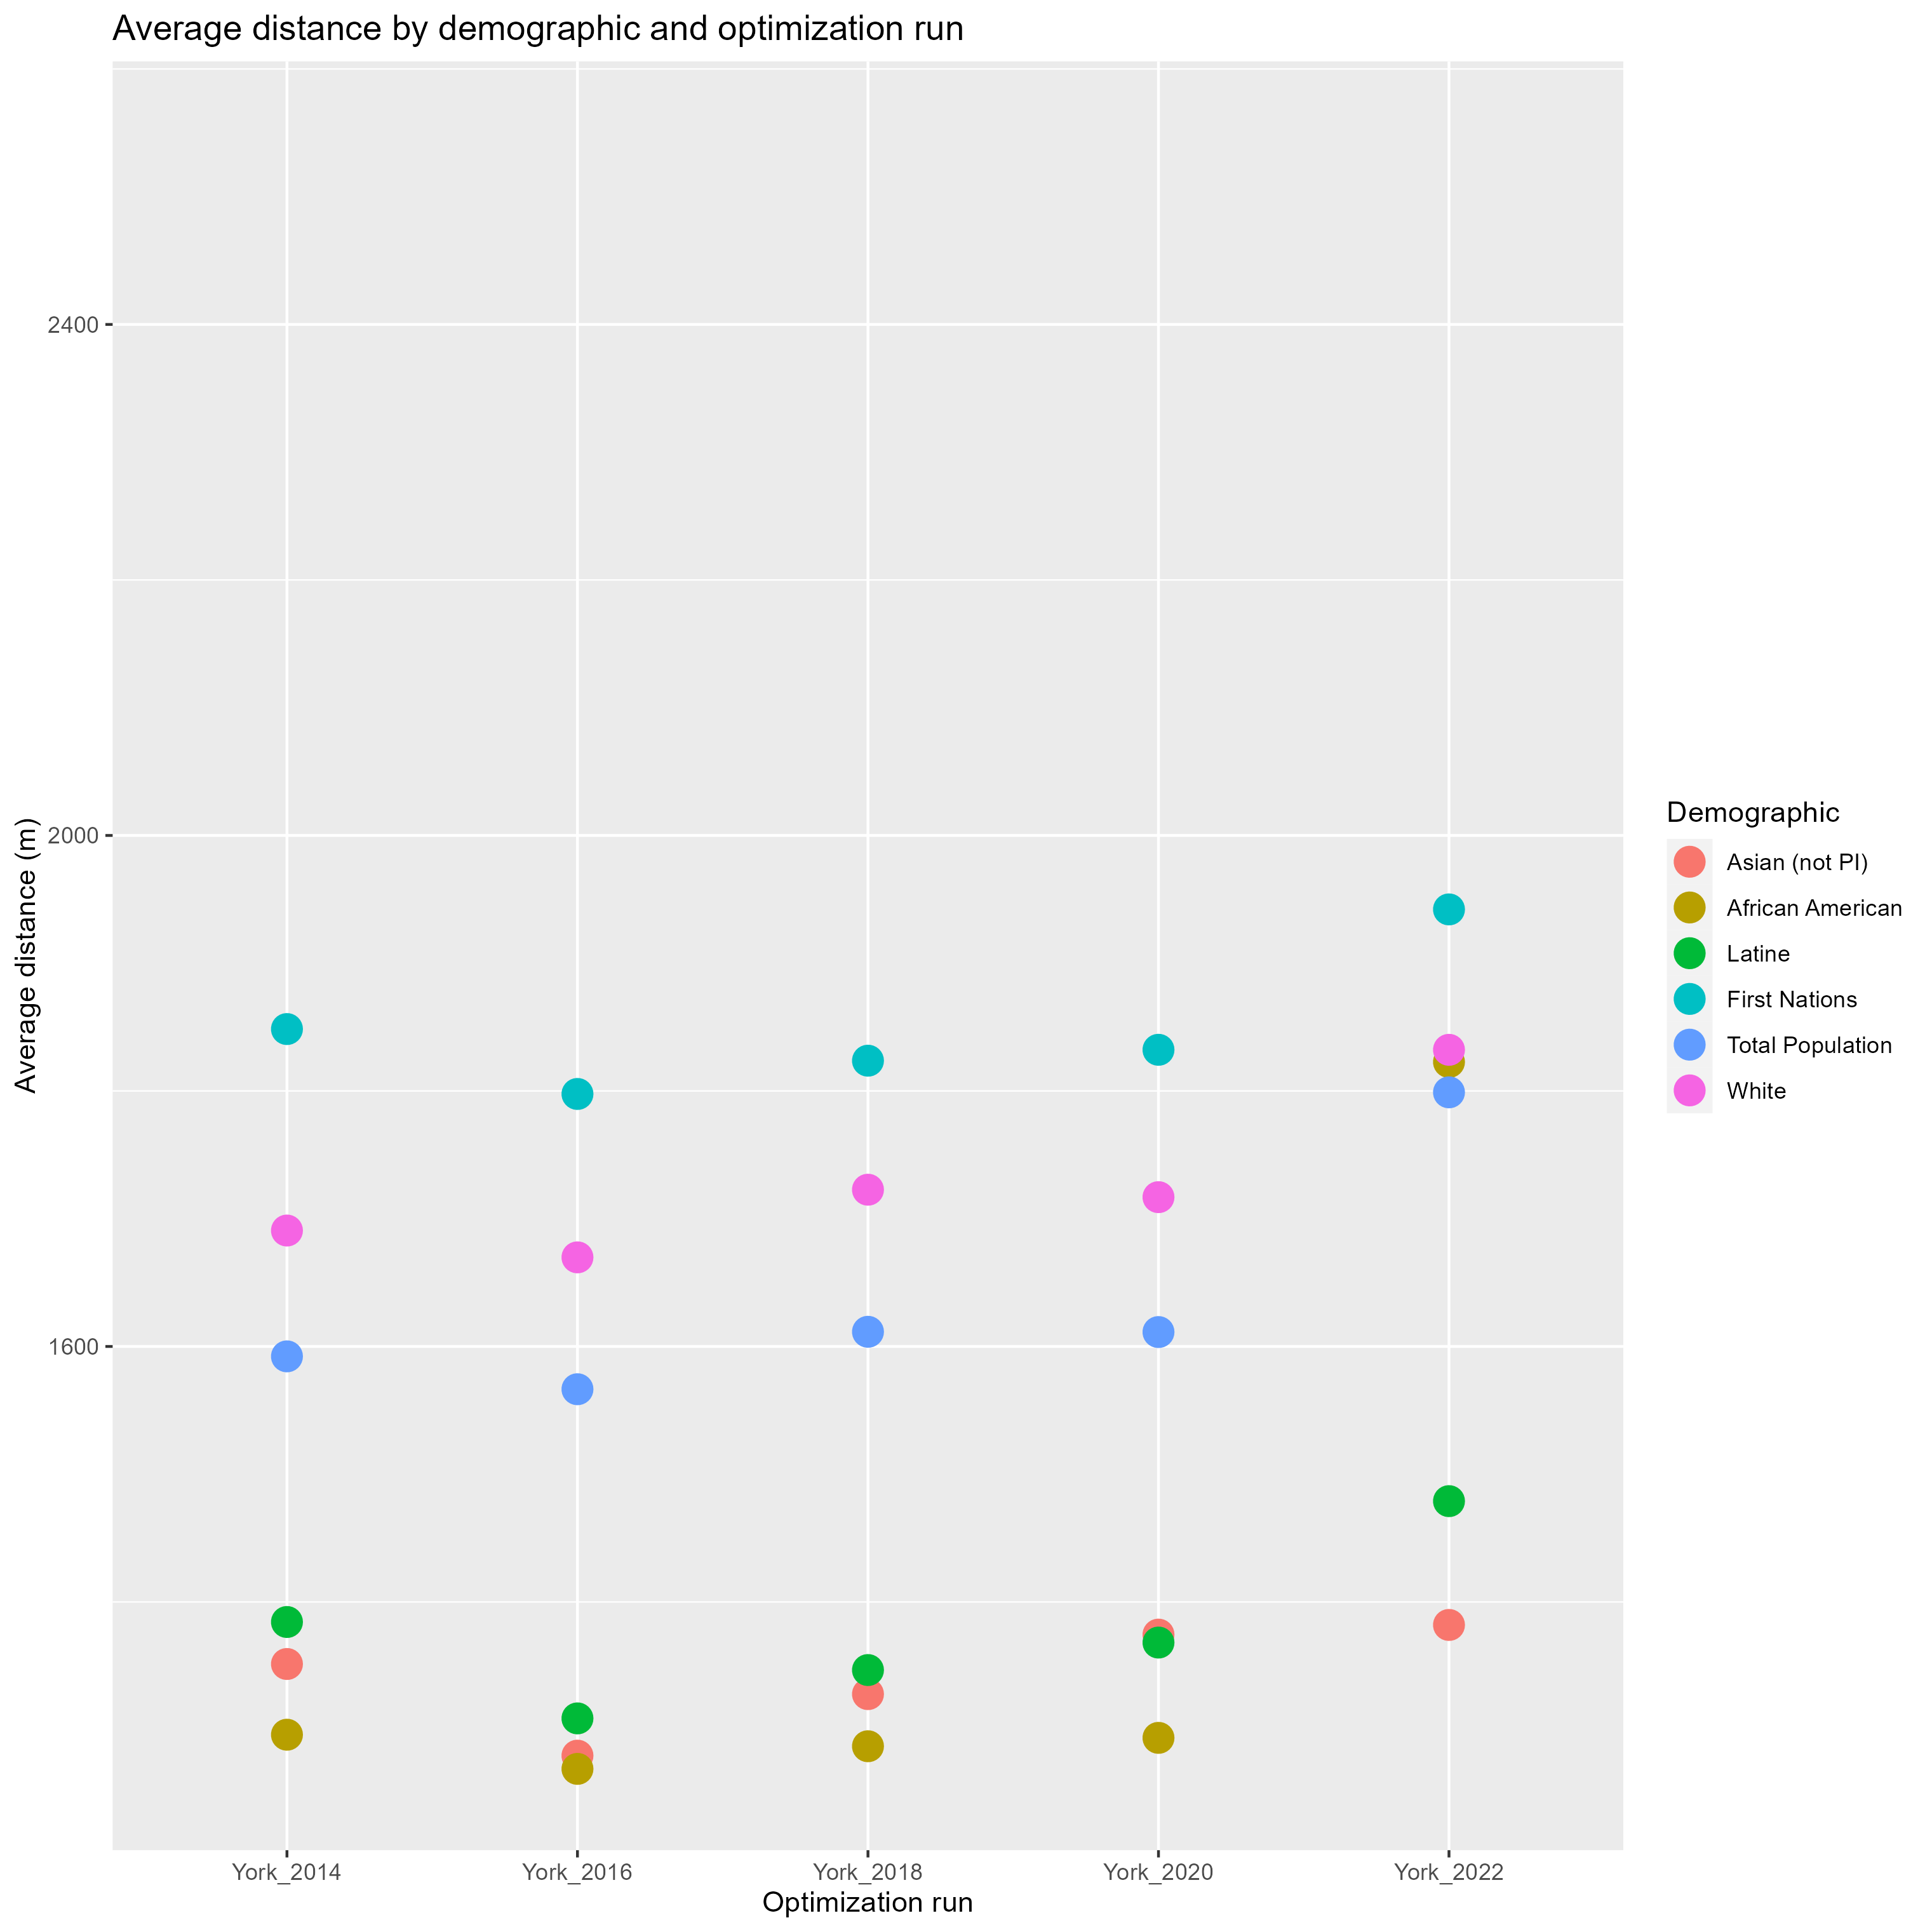 Average distance by demographic and optimization run
Average distance (m)
2400
2000
1600
York_2014
York_2016
York_2018
York_2020
York_2022
Optimization run
Demographic
Asian (not PI)
African American
Latine
First Nations
Total Population
White